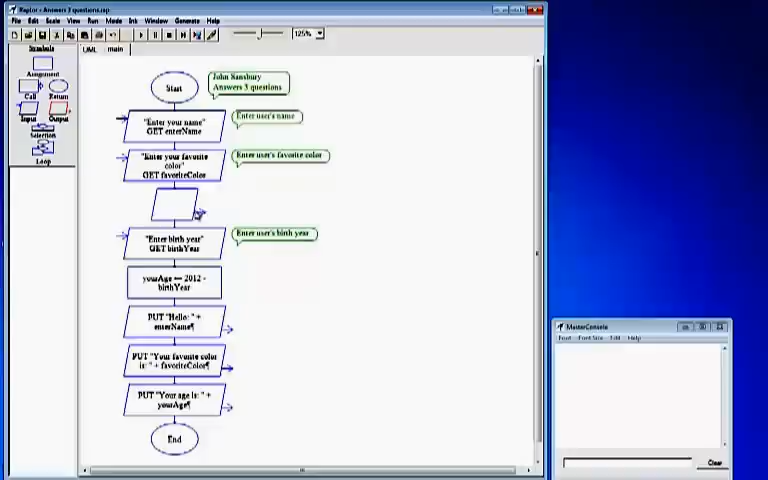 Raptor - Answers 3 questions.rap
File Edit Scale View Run Mode Ink Window Generate Help
125%
Symbols
UML main
Assignment
Call Return
Input Output
Selection
Loop
Start
John Sansbury
Answers 3 questions
"Enter your name"
GET enterName
Enter user's name
"Enter your favorite
color"
GET favoriteColor
Enter user's favorite color
"Enter birth year"
GET birthYear
Enter user's birth year
yourAge ← 2012 -
birthYear
PUT "Hello: " +
enterName¶
PUT "Your favorite color
is: " + favoriteColor¶
PUT "Your age is: " +
yourAge¶
End
MasterConsole
Font Font Size Edit Help
Clear